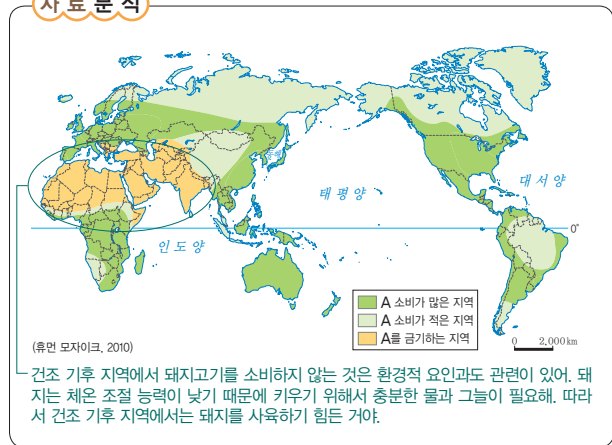 자 료 분 석
태 평 양
대 서 양
인 도 양
0°
A 소비가 많은 지역
A 소비가 적은 지역
A를 금기하는 지역
0 2,000 km
(휴먼 모자이크, 2010)
건조 기후 지역에서 돼지고기를 소비하지 않는 것은 환경적 요인과도 관련이 있어. 돼
지는 체온 조절 능력이 낮기 때문에 키우기 위해서 충분한 물과 그늘이 필요해. 따라
서 건조 기후 지역에서는 돼지를 사육하기 힘든 거야.